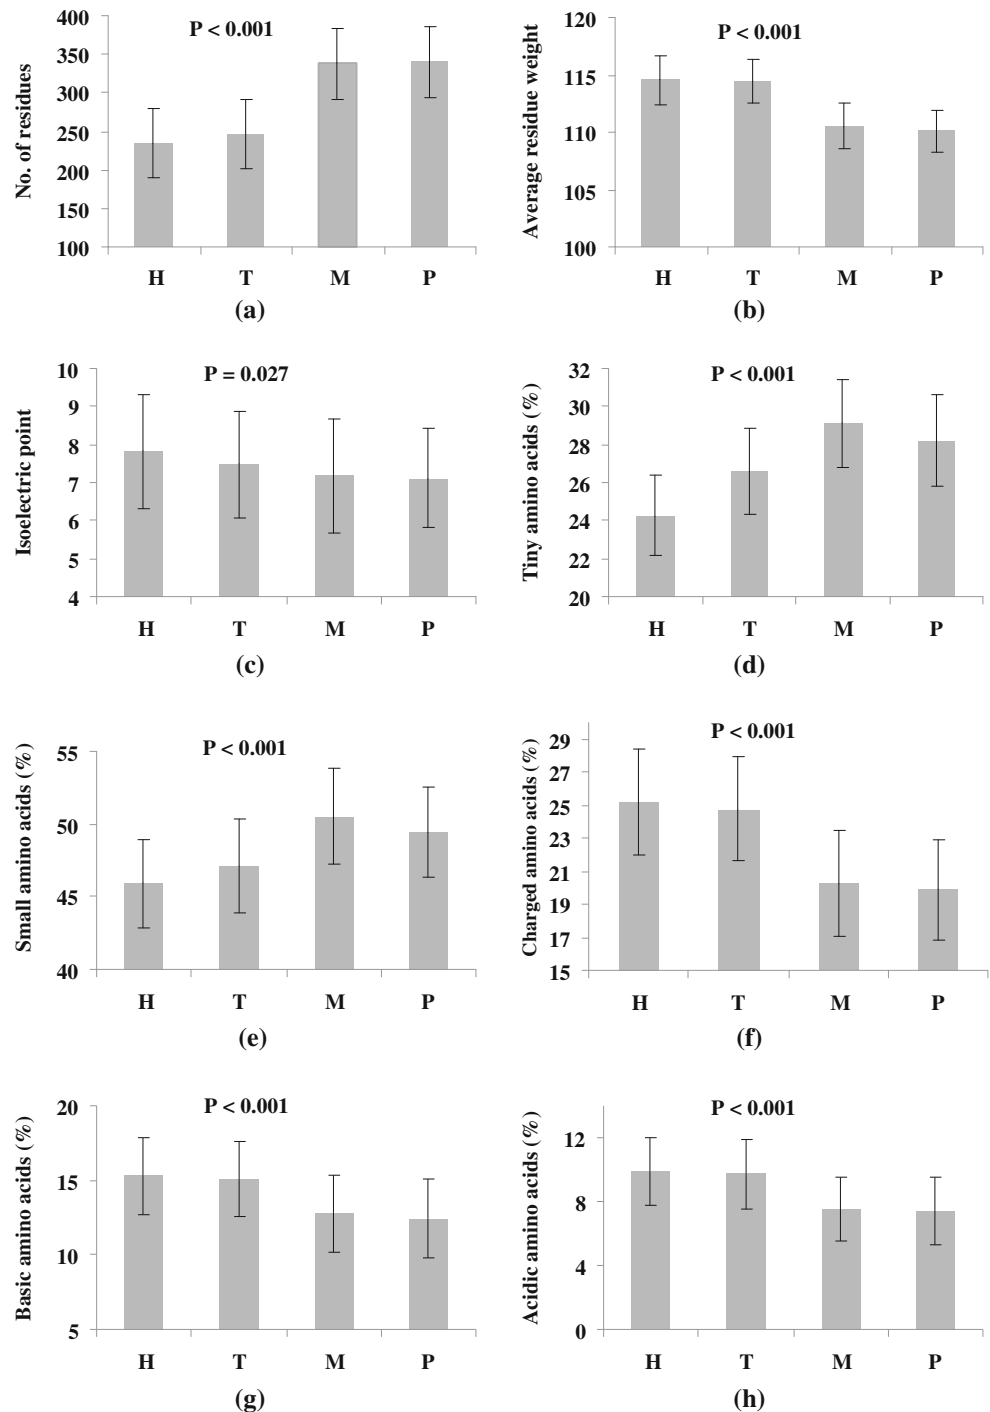 P < 0.001
No. of residues
400
350
300
250
200
150
100
H T M P
(a)
P < 0.001
Average residue weight
120
115
110
105
100
H T M P
(b)
P = 0.027
Isoelectric point
10
9
8
7
6
5
4
H T M P
(c)
P < 0.001
Tiny amino acids (%)
32
30
28
26
24
22
20
H T M P
(d)
P < 0.001
Small amino acids (%)
55
50
45
40
H T M P
(e)
P < 0.001
Charged amino acids (%)
29
27
25
23
21
19
17
15
H T M P
(f)
P < 0.001
Basic amino acids (%)
20
15
10
5
H T M P
(g)
P < 0.001
Acidic amino acids (%)
12
8
4
0
H T M P
(h)